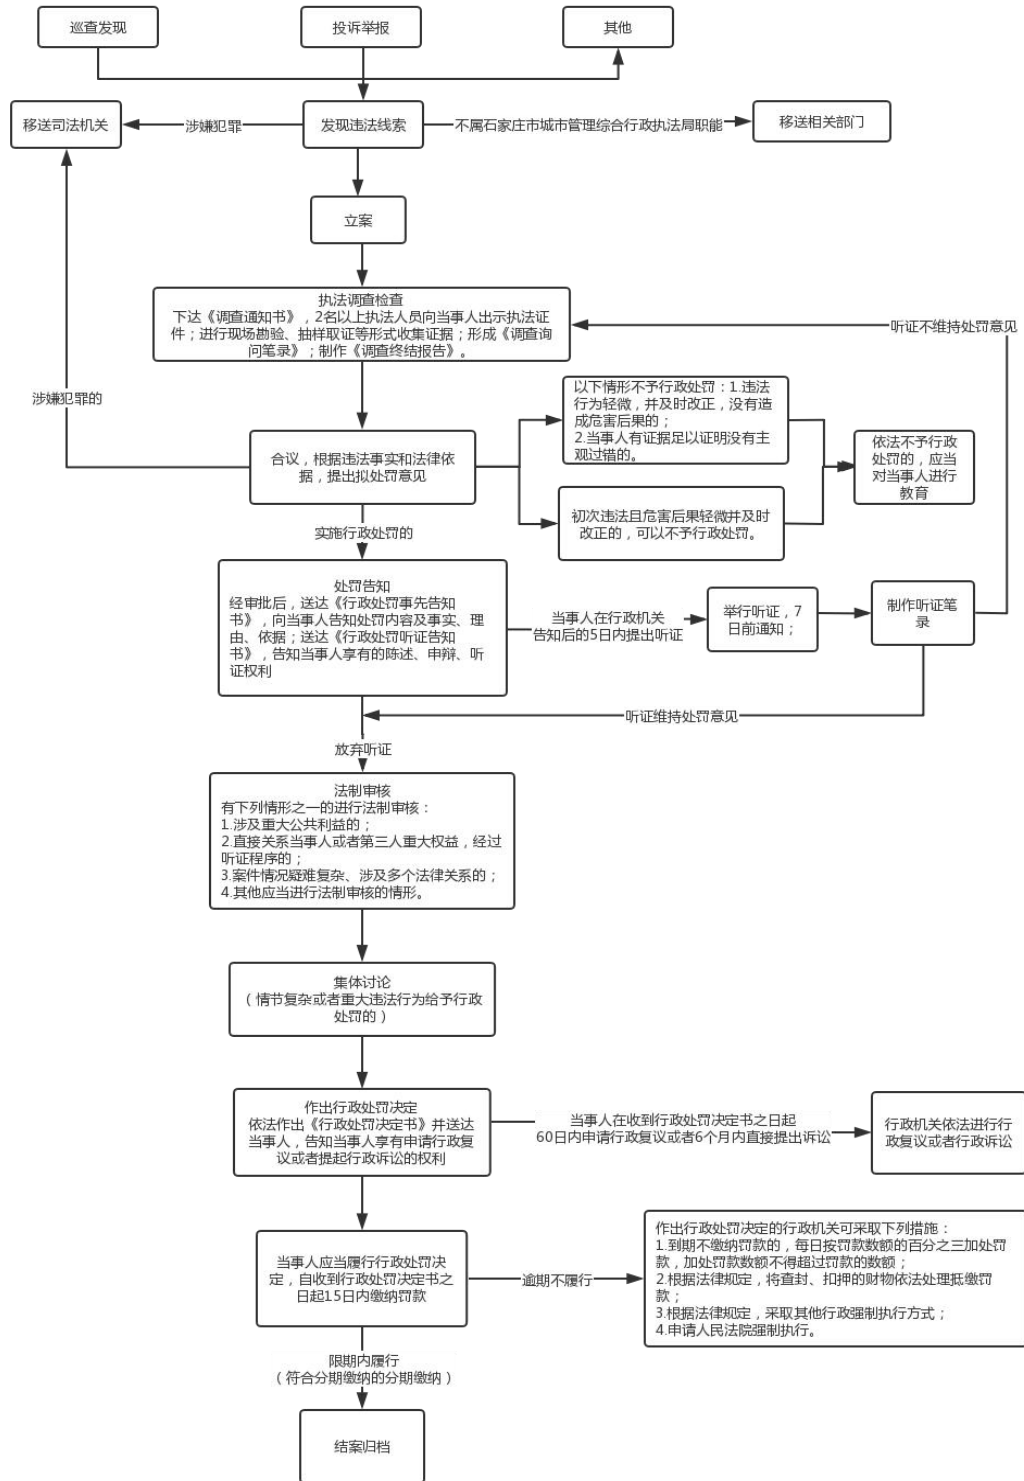 巡查发现
投诉举报
其他
移送司法机关
涉嫌犯罪
发现违法线索
不属石家庄市城市管理综合行政执法局职能
移送相关部门
立案
执法调查检查
下达《调查通知书》，2名以上执法人员向当事人出示执法证
件；进行现场勘验、抽样取证等形式收集证据；形成《调查询
问笔录》；制作《调查终结报告》。
听证不维持处罚意见
涉嫌犯罪的
合议，根据违法事实和法律依
据，提出拟处罚意见
以下情形不予行政处罚：1.违法
行为轻微，并及时改正，没有造
成危害后果的；
2.当事人有证据足以证明没有主
观过错的。
初次违法且危害后果轻微并及时
改正的，可以不予行政处罚。
依法不予行政
处罚的，应当
对当事人进行
教育
实施行政处罚的
处罚告知
经审批后，送达《行政处罚事先告知
书》，向当事人告知处罚内容及事实、理
由、依据；送达《行政处罚听证告知
书》，告知当事人享有的陈述、申辩、听
证权利
当事人在行政机关
告知后的5日内提出听证
举行听证，7
日前通知；
制作听证笔
录
听证维持处罚意见
放弃听证
法制审核
有下列情形之一的进行法制审核：
1.涉及重大公共利益的；
2.直接关系当事人或者第三人重大权益，经过
听证程序的；
3.案件情况疑难复杂、涉及多个法律关系的；
4.其他应当进行法制审核的情形。
集体讨论
（情节复杂或者重大违法行为给予行政
处罚的）
作出行政处罚决定
依法作出《行政处罚决定书》并送达
当事人，告知当事人享有申请行政复
议或者提起行政诉讼的权利
当事人在收到行政处罚决定书之日起
60日内申请行政复议或者6个月内直接提出诉讼
行政机关依法进行行
政复议或者行政诉讼
当事人应当履行行政处罚决
定，自收到行政处罚决定书之
日起15日内缴纳罚款
逾期不履行
作出行政处罚决定的行政机关可采取下列措施：
1.到期不缴纳罚款的，每日按罚款数额的百分之三加处罚
款，加处罚款数额不得超过罚款的数额；
2.根据法律规定，将查封、扣押的财物依法处理抵缴罚
款；
3.根据法律规定，采取其他行政强制执行方式；
4.申请人民法院强制执行。
限期内履行
（符合分期缴纳的分期缴纳）
结案归档